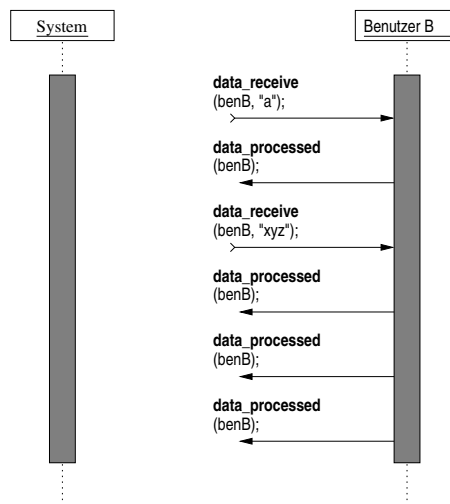 System
Benutzer B
data_receive
(benB, "a");
data_processed
(benB);
data_receive
(benB, "xyz");
data_processed
(benB);
data_processed
(benB);
data_processed
(benB);